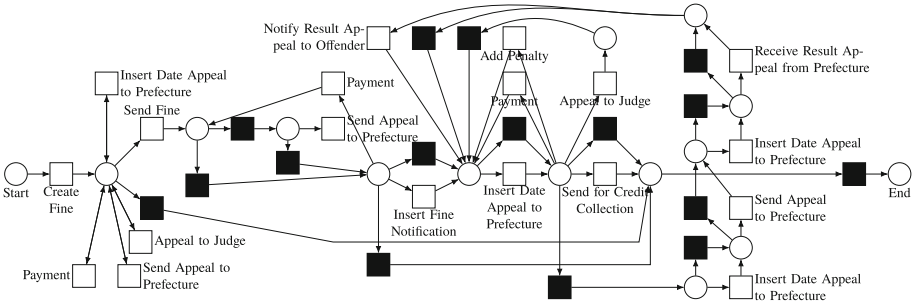 Notify Result Ap-
peal to Offender
Add Penalty
Receive Result Ap-
peal from Prefecture
Insert Date Appeal
to Prefecture
Payment
Payment
Appeal to Judge
Send Fine
Send Appeal
to Prefecture
Insert Date Appeal
to Prefecture
Start
Create
Fine
Insert Fine
Notification
Insert Date
Appeal to
Prefecture
Send for Credit
Collection
End
Send Appeal
to Prefecture
Appeal to Judge
Payment
Send Appeal to
Prefecture
Insert Date Appeal
to Prefecture